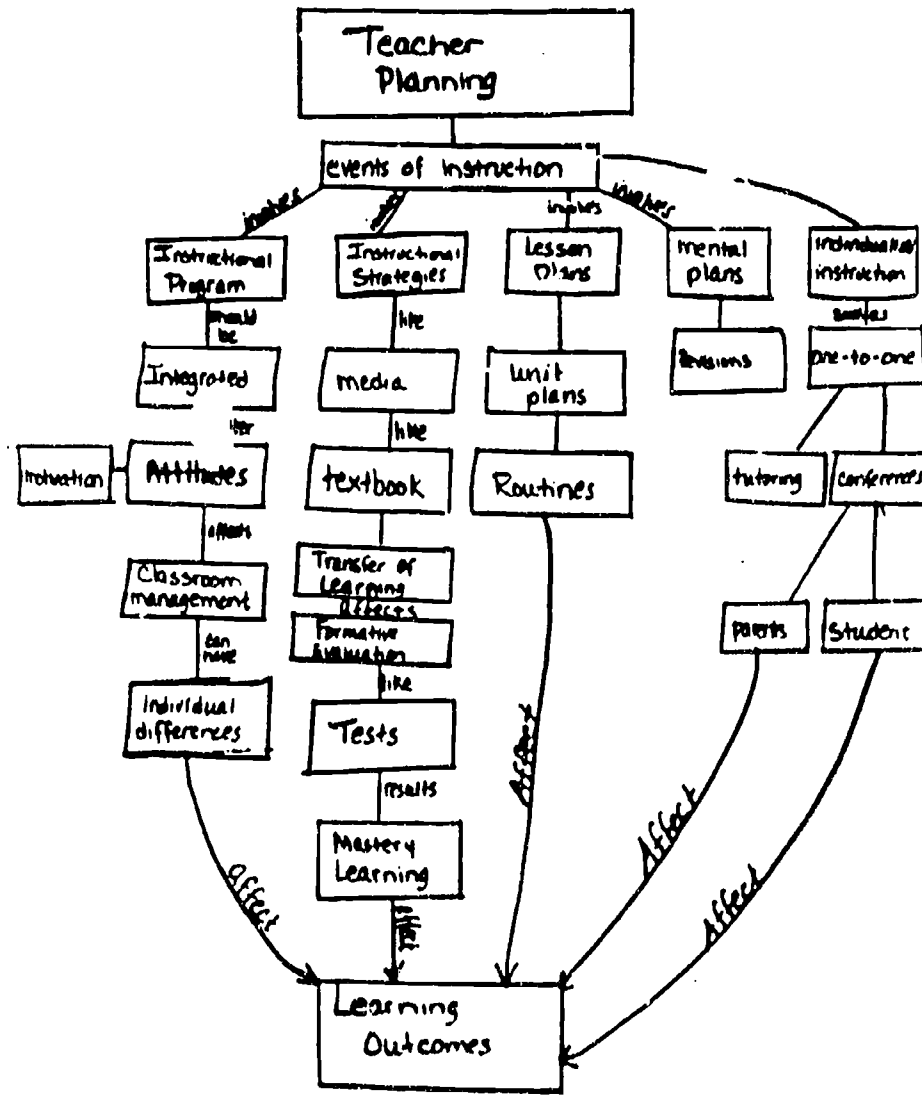 Teacher
Planning
events of instruction
involves
involves
involves
Instructional
Program
Instructional
Strategies
Lesson
Plans
mental
plans
instruction
should
be
like
one-to-one
Integrated
media
Unit
plans
Revisions
like
motivation
Attitudes
textbook
Routines
tutoring
conferences
affects
Classroom
management
Transfer of
Learning
affects
Formative
Evaluation
parents
Student
can
have
like
Individual
differences
Tests
Affect
results
Mastery
Learning
affect
affect
Affect
Affect
Learning
Outcomes